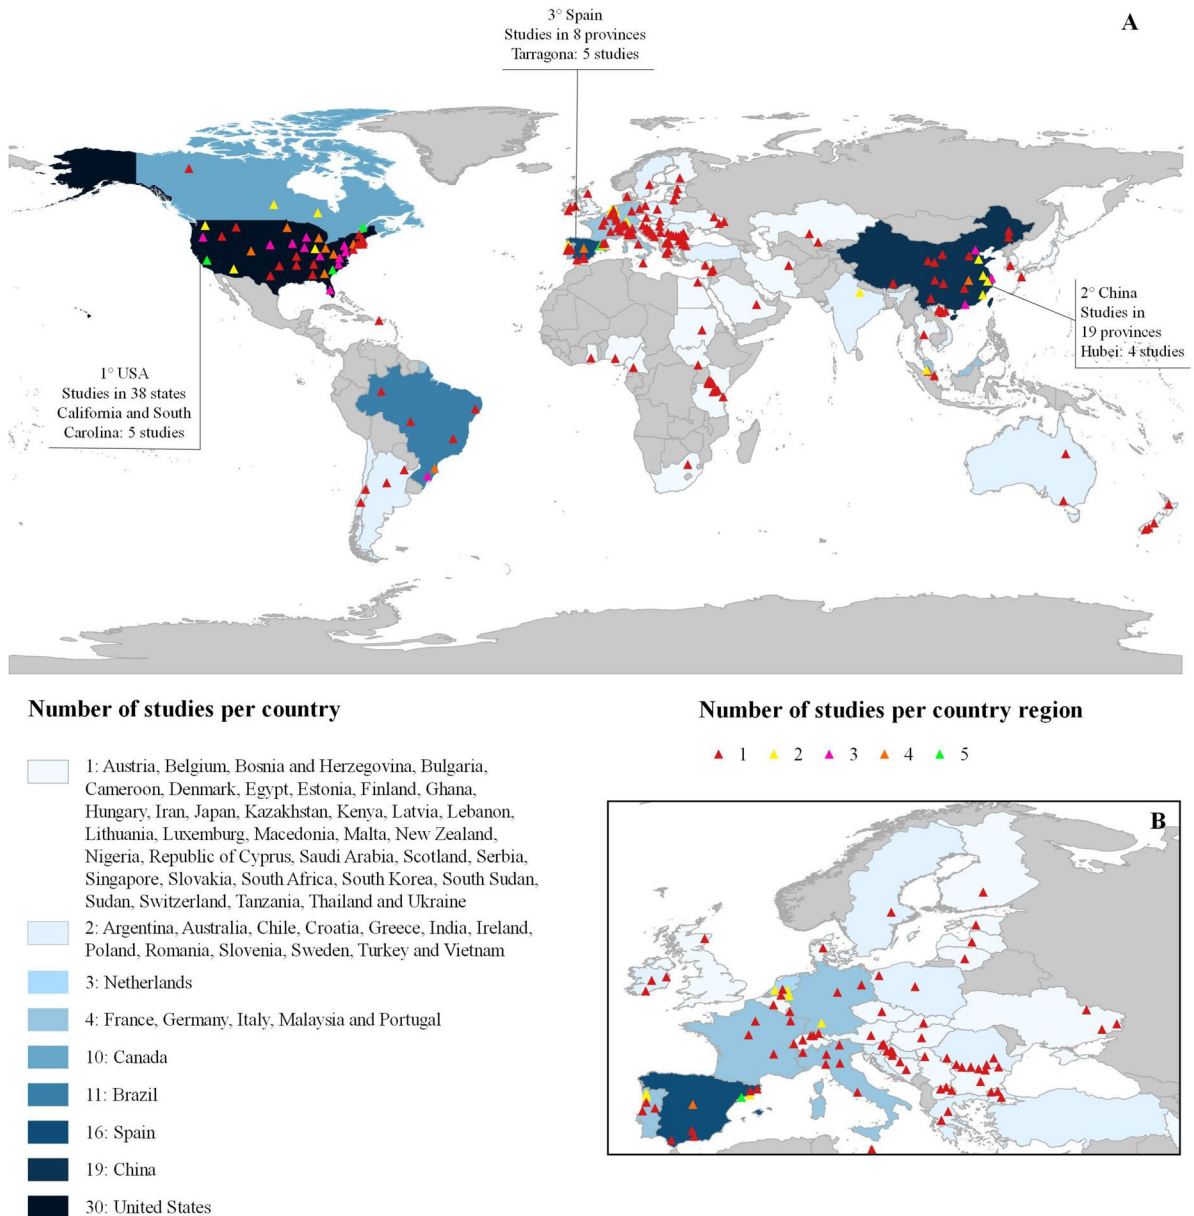 3° Spain
Studies in 8 provinces
Tarragona: 5 studies
A
2° China
Studies in
19 provinces
Hubei: 4 studies
1° USA
Studies in 38 states
California and South
Carolina: 5 studies
Number of studies per country
1: Austria, Belgium, Bosnia and Herzegovina, Bulgaria,
Cameroon, Denmark, Egypt, Estonia, Finland, Ghana,
Hungary, Iran, Japan, Kazakhstan, Kenya, Latvia, Lebanon,
Lithuania, Luxemburg, Macedonia, Malta, New Zealand,
Nigeria, Republic of Cyprus, Saudi Arabia, Scotland, Serbia,
Singapore, Slovakia, South Africa, South Korea, South Sudan,
Sudan, Switzerland, Tanzania, Thailand and Ukraine
2: Argentina, Australia, Chile, Croatia, Greece, India, Ireland,
Poland, Romania, Slovenia, Sweden, Turkey and Vietnam
3: Netherlands
4: France, Germany, Italy, Malaysia and Portugal
10: Canada
11: Brazil
16: Spain
19: China
30: United States
Number of studies per country region
1 2 3 4 5
B